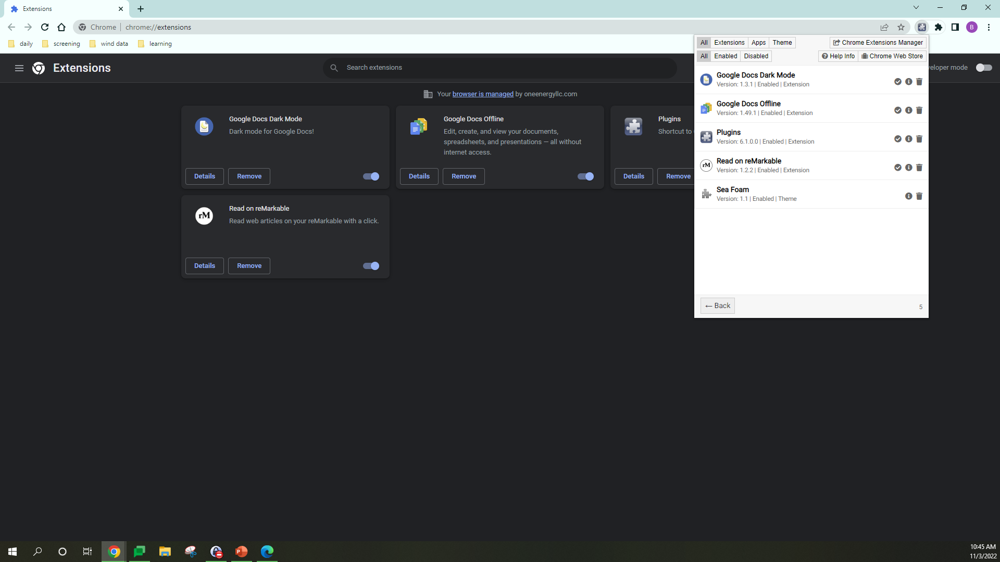 Extensions
Chrome | chrome://extensions
B
daily screening wind data learning
Extensions
Search extensions
veloper mode
Your browser is managed by oneenergyllc.com
Google Docs Dark Mode
Dark mode for Google Docs!
Details Remove
Google Docs Offline
Edit, create, and view your documents,
spreadsheets, and presentations — all without
internet access.
Details Remove
Plugins
Shortcut to
Details Remove
rM
Read on reMarkable
Read web articles on your reMarkable with a click.
Details Remove
All Extensions Apps Theme Chrome Extensions Manager
All Enabled Disabled Help Info Chrome Web Store
Google Docs Dark Mode
Version: 1.3.1 | Enabled | Extension
Google Docs Offline
Version: 1.49.1 | Enabled | Extension
Plugins
Version: 6.1.0.0 | Enabled | Extension
rM
Read on reMarkable
Version: 1.2.2 | Enabled | Extension
Sea Foam
Version: 1.1 | Enabled | Theme
← Back 5
P
10:45 AM
11/3/2022